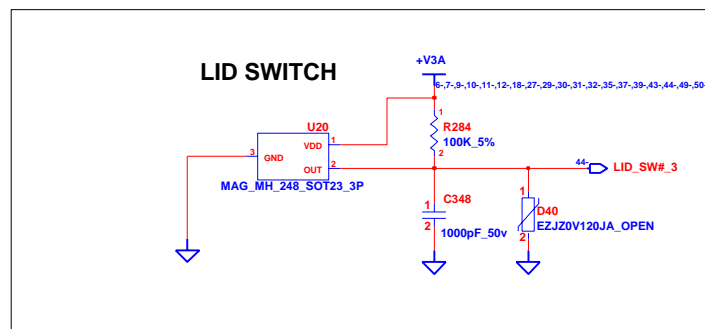 +V3A
LID SWITCH
6-,7-,9-,10-,11-,12-,18-,27-,29-,30-,31-,32-,35-,37-,39-,43-,44-,49-,50-
U20
1
R284
100K_5%
2
3
GND
VDD
1
OUT
2
MAG_MH_248_SOT23_3P
44-
LID_SW#_3
C348
1
2
1000pF_50v
1
D40
2
EZJZ0V120JA_OPEN